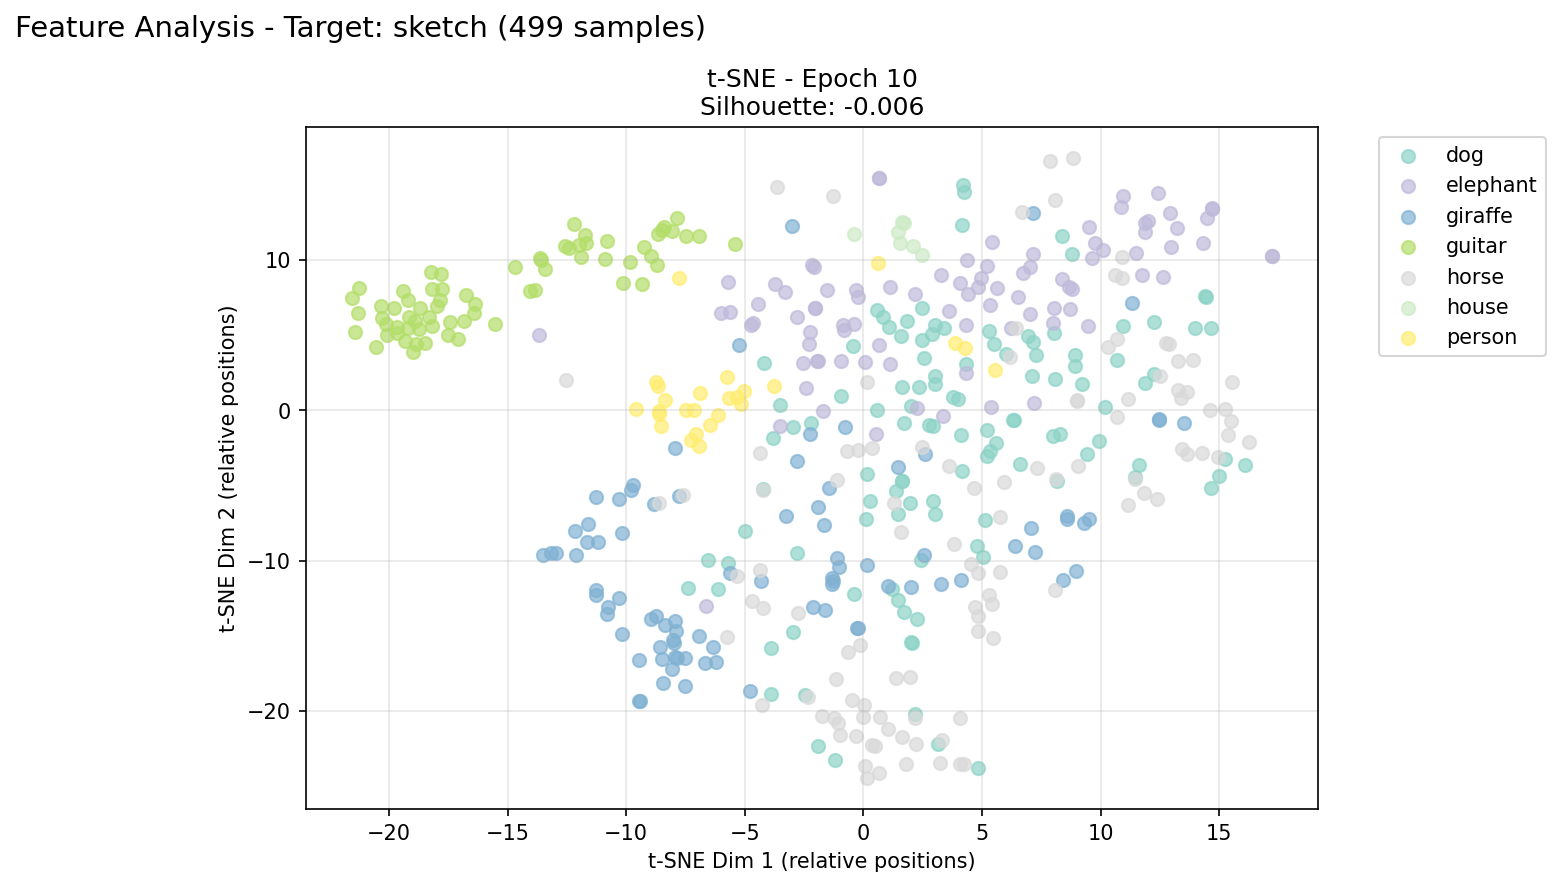 Feature Analysis - Target: sketch (499 samples)
t-SNE - Epoch 10
Silhouette: -0.006
dog
elephant
giraffe
guitar
horse
house
person
10
0
−10
−20
t-SNE Dim 2 (relative positions)
−20 −15 −10 −5 0 5 10 15
t-SNE Dim 1 (relative positions)